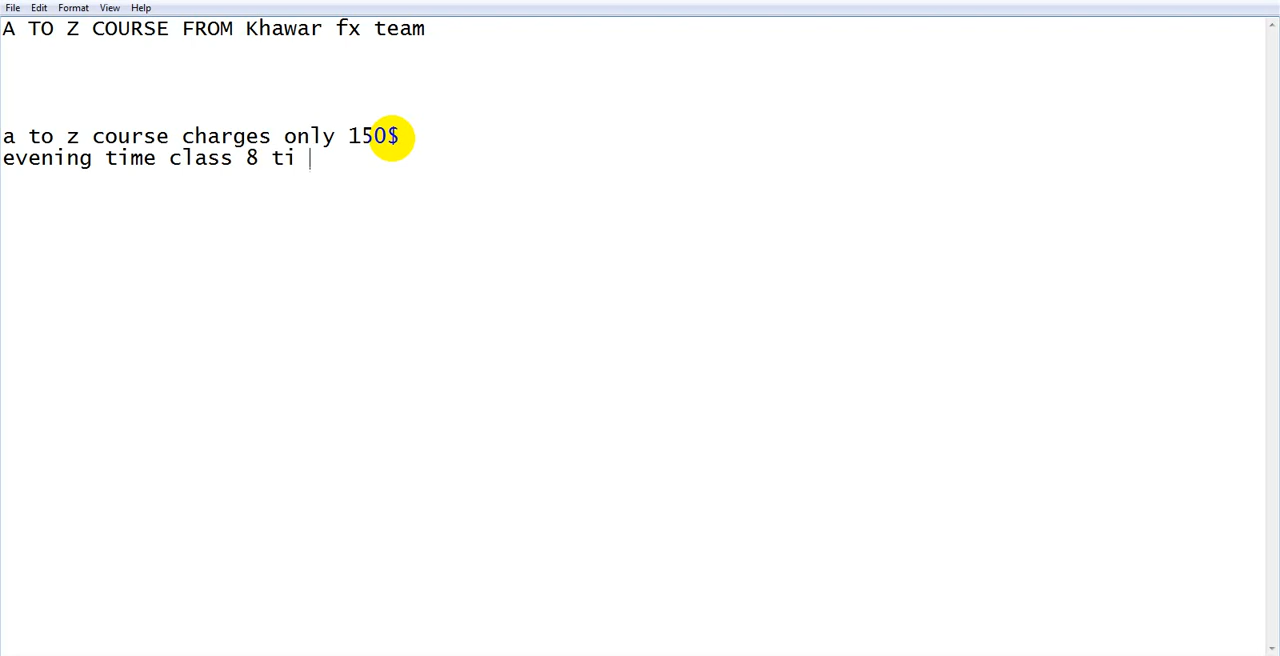 File Edit Format View Help
A TO Z COURSE FROM Khawar fx team
a to z course charges only 150$
evening time class 8 ti